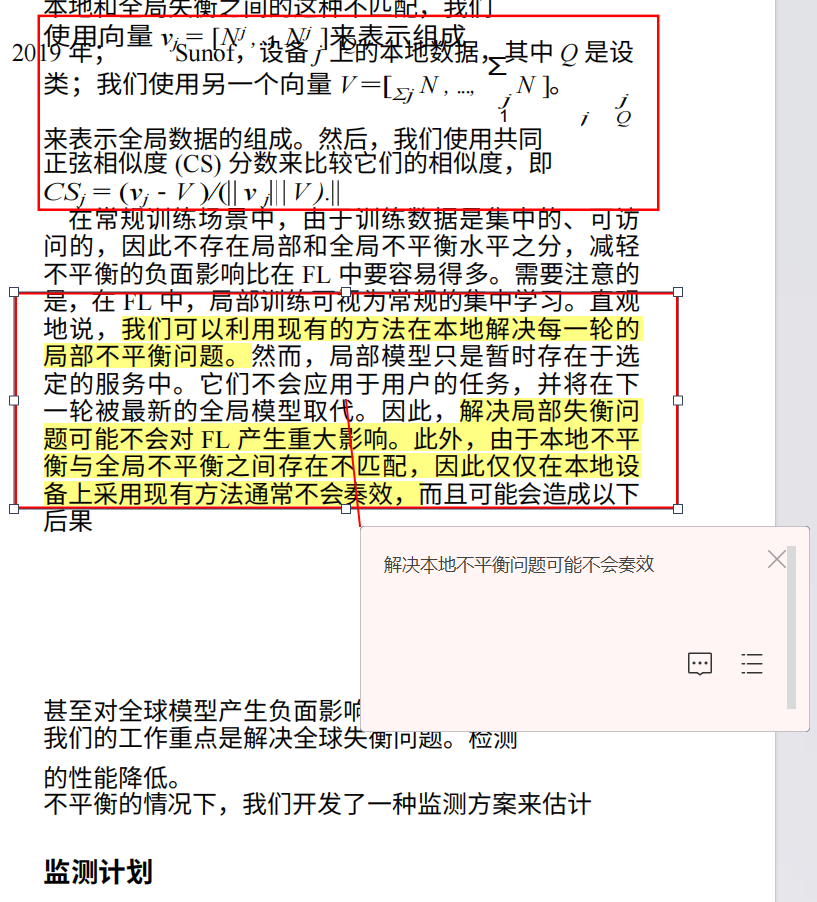 本地和全局失衡之间的这种不匹配，我们
使用向量 v_j = [N^j , 1 N^j ]来表示组成
2019 年； Sunof，设备 j 上的本地数据，其中 Q 是设
类；我们使用另一个向量 V =[ Σj N , ..., Σ j 1 N ]。 j j Q
来表示全局数据的组成。然后，我们使用共同
正弦相似度 (CS) 分数来比较它们的相似度，即
CS_j = (v_j - V )/(|| v_j|| | V ).||
在常规训练场景中，由于训练数据是集中的、可访
问的，因此不存在局部和全局不平衡水平之分，减轻
不平衡的负面影响比在 FL 中要容易得多。需要注意的
是，在 FL 中，局部训练可视为常规的集中学习。直观
地说，我们可以利用现有的方法在本地解决每一轮的
局部不平衡问题。然而，局部模型只是暂时存在于选
定的服务中。它们不会应用于用户的任务，并将在下
一轮被最新的全局模型取代。因此，解决局部失衡问
题可能不会对 FL 产生重大影响。此外，由于本地不平
衡与全局不平衡之间存在不匹配，因此仅仅在本地设
备上采用现有方法通常不会奏效，而且可能会造成以下
后果
解决本地不平衡问题可能不会奏效
甚至对全球模型产生负面影响
我们的工作重点是解决全球失衡问题。检测
的性能降低。
不平衡的情况下，我们开发了一种监测方案来估计
监测计划